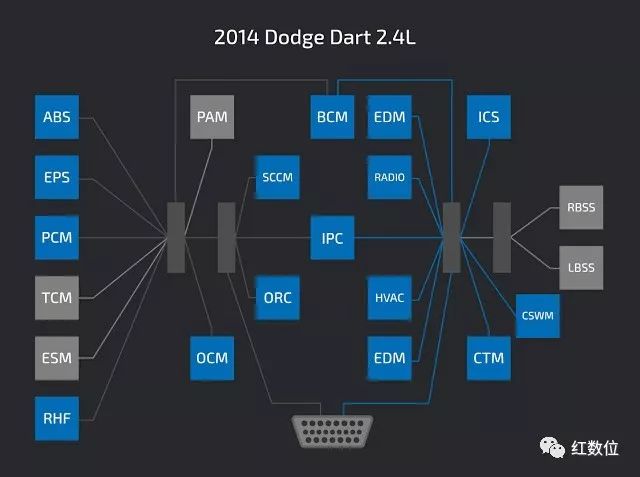 2014 Dodge Dart 2.4L
ABS
PAM
BCM
EDM
ICS
EPS
SCCM
RADIO
RBSS
PCM
IPC
LBSS
TCM
ORC
HVAC
CSWM
ESM
OCM
EDM
CTM
RHF
红数位